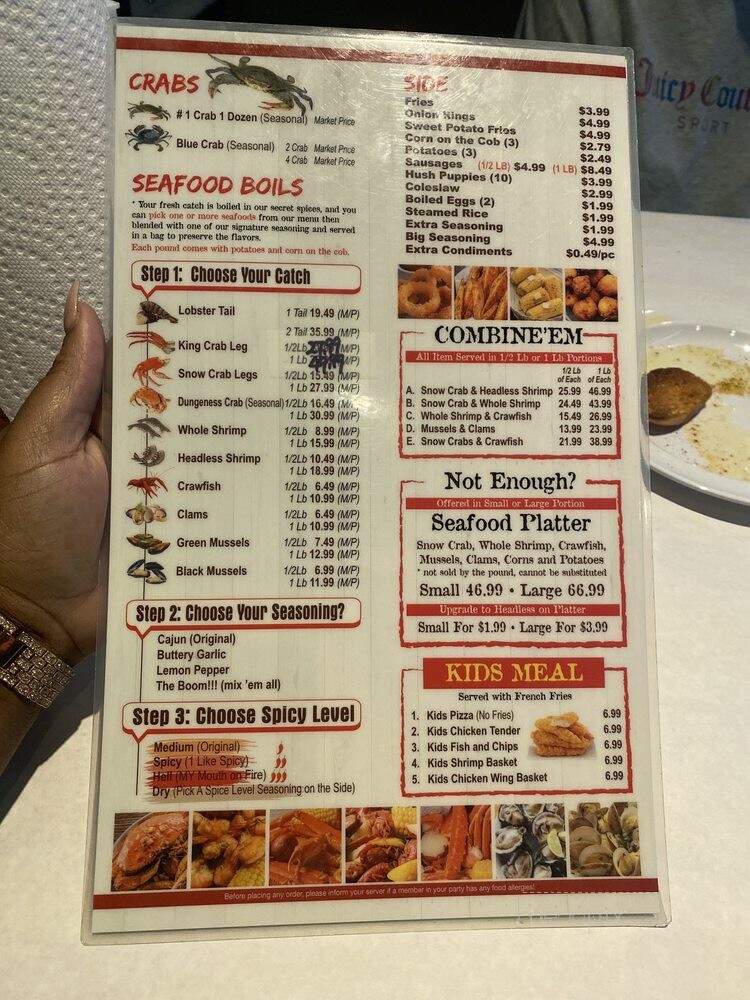 CRABS
# 1 Crab 1 Dozen (Seasonal) Market Price
Blue Crab (Seasonal) 2 Crab Market Price
4 Crab Market Price
SEAFOOD BOILS
* Your fresh catch is boiled in our secret spices, and you
can pick one or more seafoods from our menu then
blended with one of our signature seasoning and served
in a bag to preserve the flavors.
Each pound comes with potatoes and corn on the cob.
Step 1: Choose Your Catch
Lobster Tail 1 Tail 19.49 (M/P)
2 Tail 35.99 (M/P)
King Crab Leg 1/2Lb (M/P)
1 Lb (M/P)
Snow Crab Legs 1/2Lb 15.49 (M/P)
1 Lb 27.99 (M/P)
Dungeness Crab (Seasonal) 1/2Lb 16.49 (M/P)
1 Lb 30.99 (M/P)
Whole Shrimp 1/2Lb 8.99 (M/P)
1 Lb 15.99 (M/P)
Headless Shrimp 1/2Lb 10.49 (M/P)
1 Lb 18.99 (M/P)
Crawfish 1/2Lb 6.49 (M/P)
1 Lb 10.99 (M/P)
Clams 1/2Lb 6.49 (M/P)
1 Lb 10.99 (M/P)
Green Mussels 1/2Lb 7.49 (M/P)
1 Lb 12.99 (M/P)
Black Mussels 1/2Lb 6.99 (M/P)
1 Lb 11.99 (M/P)
Step 2: Choose Your Seasoning?
Cajun (Original)
Buttery Garlic
Lemon Pepper
The Boom!!! (mix 'em all)
Step 3: Choose Spicy Level
Medium (Original)
Spicy (1 Like Spicy)
Hell (MY Mouth on Fire)
Dry (Pick A Spice Level Seasoning on the Side)
SIDE
Fries $3.99
Onion Rings $4.99
Sweet Potato Fries $4.99
Corn on the Cob (3) $2.79
Potatoes (3) $2.49
Sausages (1/2 LB) $4.99 (1 LB) $8.49
Hush Puppies (10) $3.99
Coleslaw $2.99
Boiled Eggs (2) $1.99
Steamed Rice $1.99
Extra Seasoning $1.99
Big Seasoning $4.99
Extra Condiments $0.49/pc
COMBINE'EM
All Item Served in 1/2 Lb or 1 Lb Portions
1/2 Lb 1 Lb
of Each of Each
A. Snow Crab & Headless Shrimp 25.99 46.99
B. Snow Crab & Whole Shrimp 24.49 43.99
C. Whole Shrimp & Crawfish 15.49 26.99
D. Mussels & Clams 13.99 23.99
E. Snow Crabs & Crawfish 21.99 38.99
Not Enough?
Offered in Small or Large Portion
Seafood Platter
Snow Crab, Whole Shrimp, Crawfish,
Mussels, Clams, Corns and Potatoes
* not sold by the pound, cannot be substituted
Small 46.99 • Large 66.99
Upgrade to Headless on Platter
Small For $1.99 • Large For $3.99
KIDS MEAL
Served with French Fries
1. Kids Pizza (No Fries) 6.99
2. Kids Chicken Tender 6.99
3. Kids Fish and Chips 6.99
4. Kids Shrimp Basket 6.99
5. Kids Chicken Wing Basket 6.99
Before placing any order, please inform your server if a member in your party has any food allergies!
Juicy Cou
SPORT